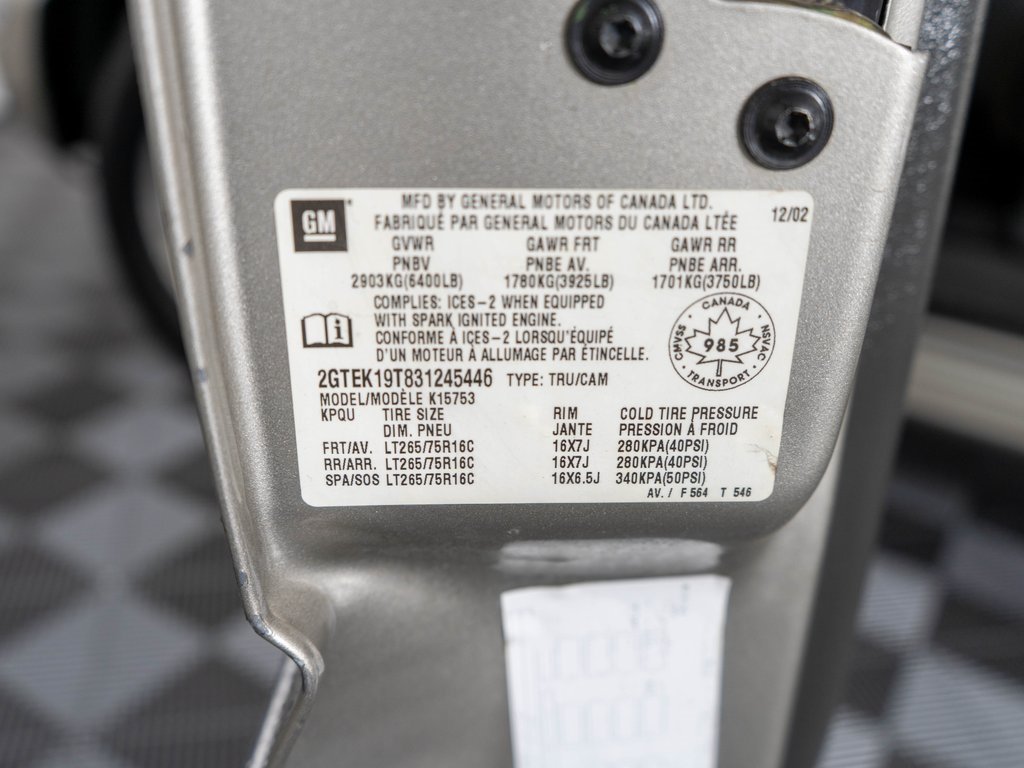 GM
MFD BY GENERAL MOTORS OF CANADA LTD.
FABRIQUÉ PAR GENERAL MOTORS DU CANADA LTÉE
12/02
GVWR GAWR FRT GAWR RR
PNBV PNBE AV. PNBE ARR.
2903KG(6400LB) 1780KG(3925LB) 1701KG(3750LB)
COMPLIES: ICES-2 WHEN EQUIPPED
WITH SPARK IGNITED ENGINE.
CONFORME À ICES-2 LORSQU'ÉQUIPÉ
D'UN MOTEUR À ALLUMAGE PAR ÉTINCELLE.
CANADA
CMVSS 985 NSVAC
TRANSPORT
2GTEK19T831245446 TYPE: TRU/CAM
MODEL/MODÈLE K15753
KPQU TIRE SIZE RIM COLD TIRE PRESSURE
DIM. PNEU JANTE PRESSION À FROID
FRT/AV. LT265/75R16C 16X7J 280KPA(40PSI)
RR/ARR. LT265/75R16C 16X7J 280KPA(40PSI)
SPA/SOS LT265/75R16C 16X6.5J 340KPA(50PSI)
AV. / F 564 T 546